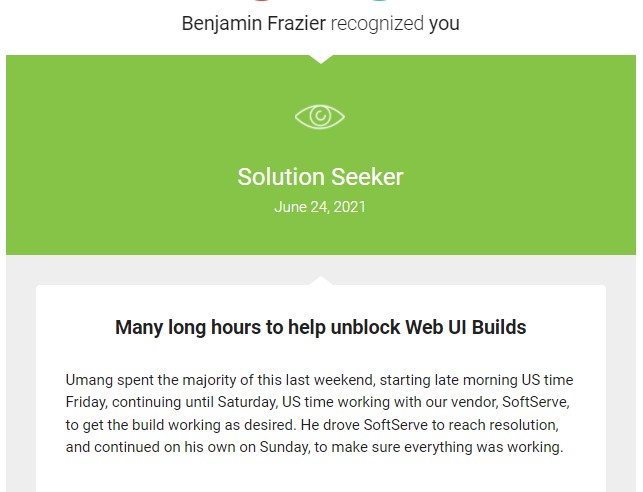 Benjamin Frazier recognized you
Solution Seeker
June 24, 2021
Many long hours to help unblock Web UI Builds
Umang spent the majority of this last weekend, starting late morning US time
Friday, continuing until Saturday, US time working with our vendor, SoftServe,
to get the build working as desired. He drove SoftServe to reach resolution,
and continued on his own on Sunday, to make sure everything was working.